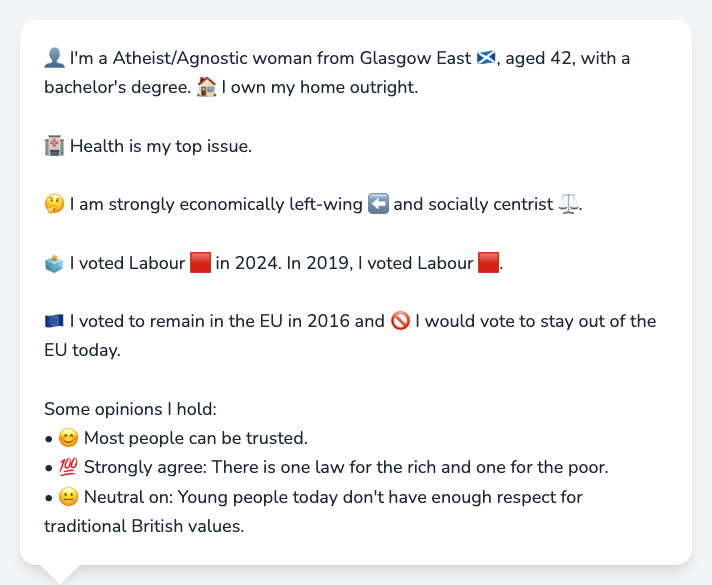 👤 I'm a Atheist/Agnostic woman from Glasgow East 🏴󠁧󠁢󠁳󠁣󠁴󠁿, aged 42, with a
bachelor's degree. 🏠 I own my home outright.
🏥 Health is my top issue.
🤔 I am strongly economically left-wing ⬅️ and socially centrist ⚖️.
🗳️ I voted Labour 🟥 in 2024. In 2019, I voted Labour 🟥.
🇪🇺 I voted to remain in the EU in 2016 and 🚫 I would vote to stay out of the
EU today.
Some opinions I hold:
• 😊 Most people can be trusted.
• 💯 Strongly agree: There is one law for the rich and one for the poor.
• 😐 Neutral on: Young people today don't have enough respect for
traditional British values.